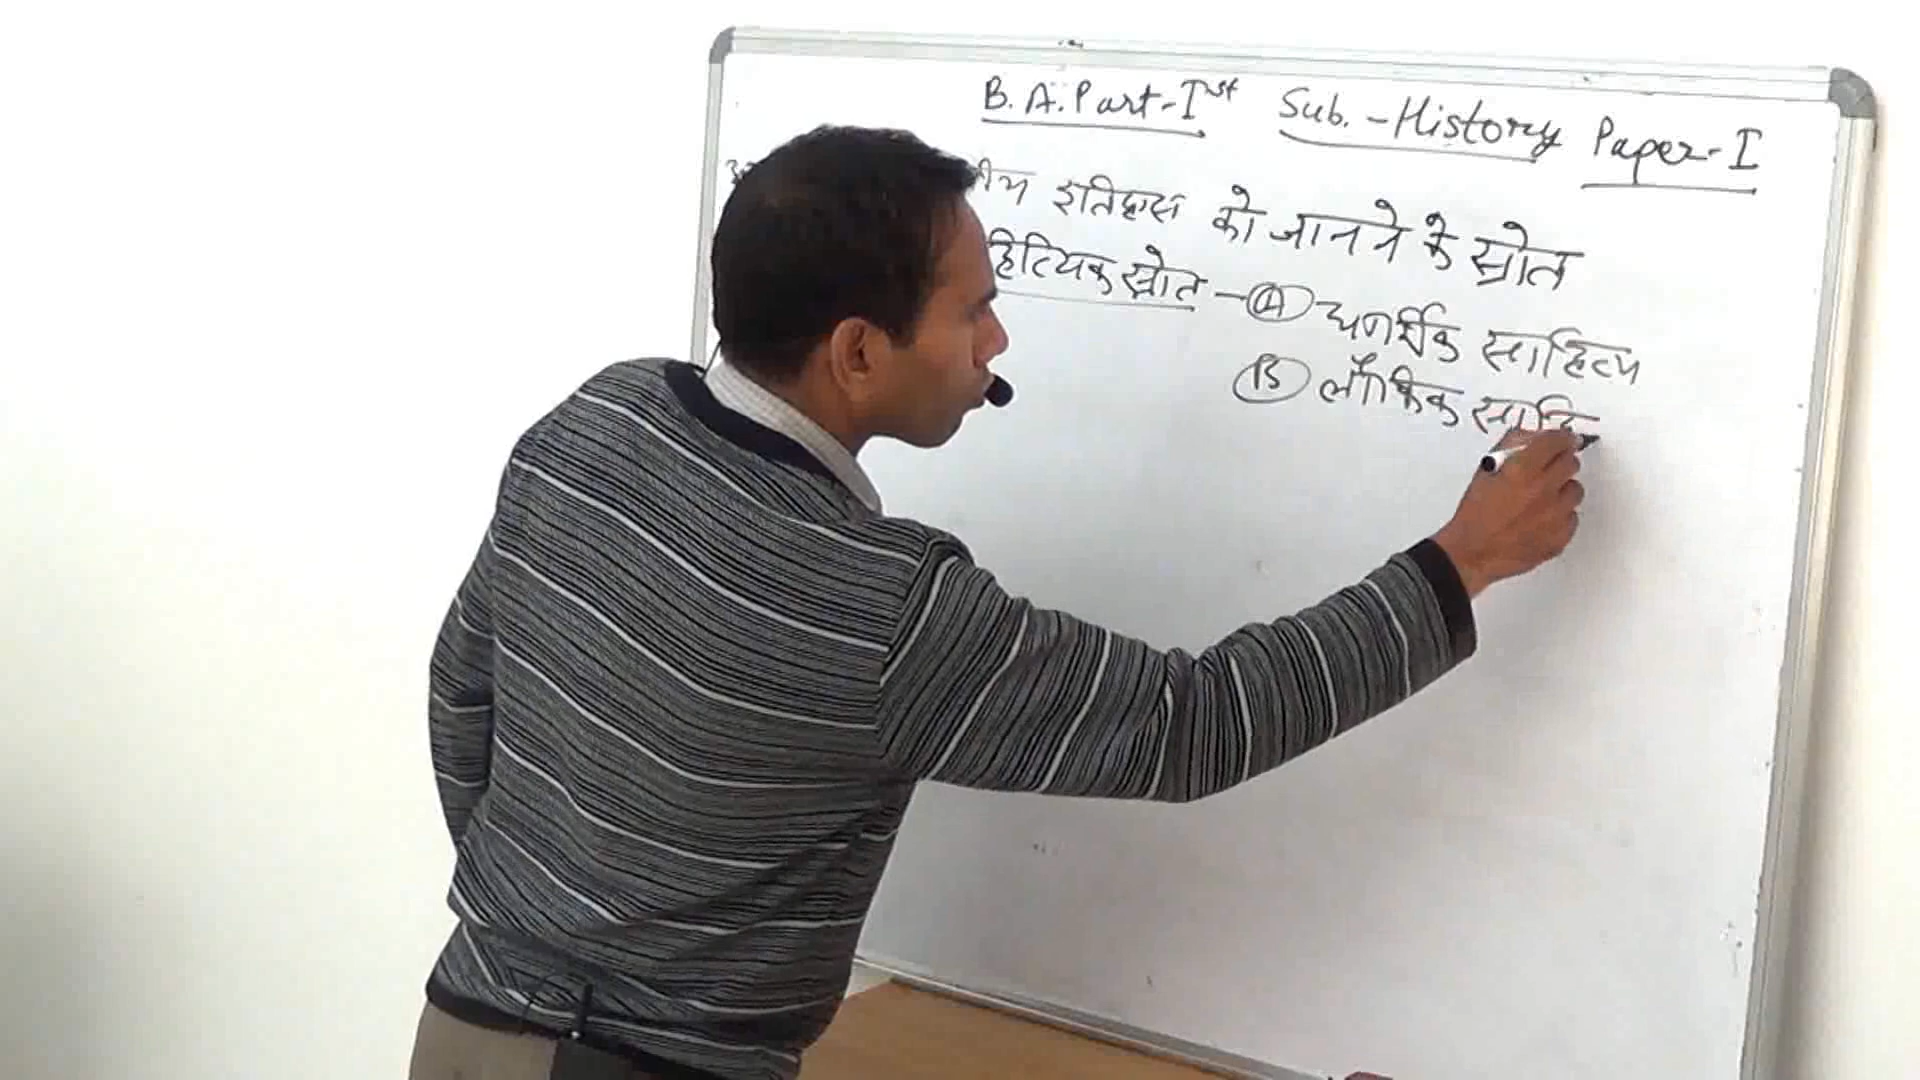 B.A. Part-Ist Sub.-History Paper-I
इतिहास को जानने के स्रोत
हित्यिक स्रोत - (A) धार्मिक साहित्य
(B) लौकिक साहि